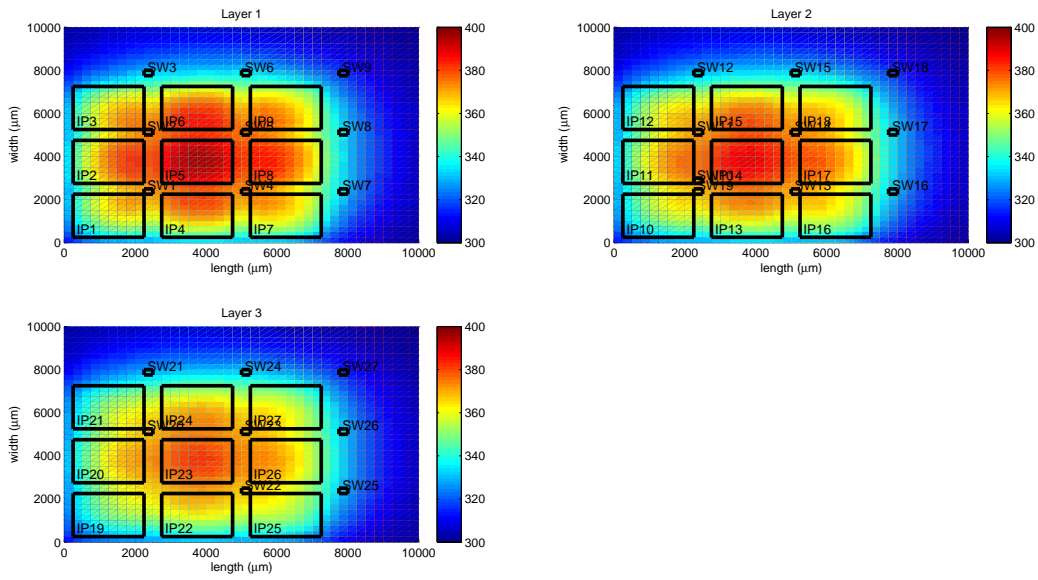 Layer 1
10000
8000
6000
4000
2000
0
0 2000 4000 6000 8000 10000
width (μm)
length (μm)
SW3 SW6 SW9
IP3 IP6 IP9
SW8
IP2 IP5 IP8
SW1 SW4 SW7
IP1 IP4 IP7
400
380
360
340
320
300
Layer 2
10000
8000
6000
4000
2000
0
0 2000 4000 6000 8000 10000
width (μm)
length (μm)
SW12 SW15 SW18
IP12 IP15 IP18
SW17
IP11 IP14 IP17
SW19 SW13 SW16
IP10 IP13 IP16
400
380
360
340
320
300
Layer 3
10000
8000
6000
4000
2000
0
0 2000 4000 6000 8000 10000
width (μm)
length (μm)
SW21 SW24 SW27
IP21 IP24 IP27
SW23 SW26
IP20 IP23 IP26
SW22 SW25
IP19 IP22 IP25
400
380
360
340
320
300